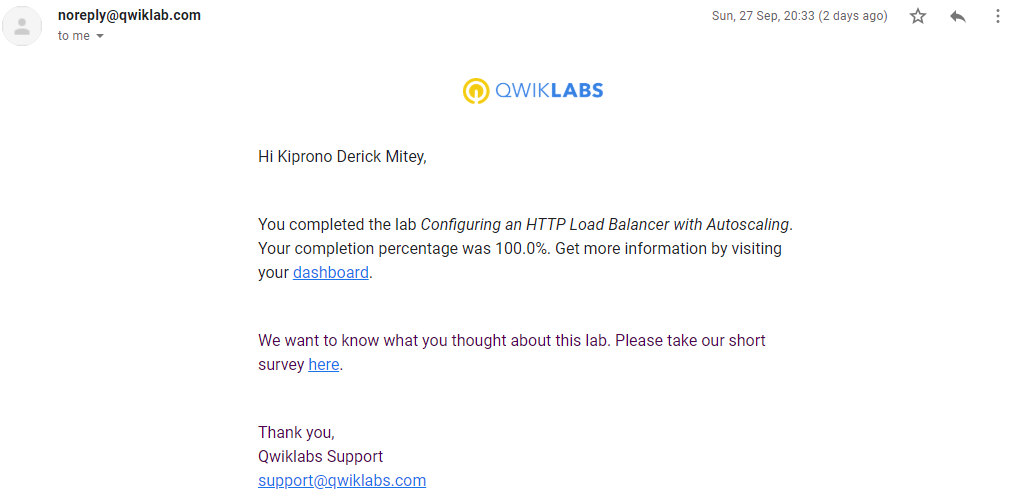 noreply@qwiklab.com
Sun, 27 Sep, 20:33 (2 days ago)
to me
QWIKLABS
Hi Kiprono Derick Mitey,
You completed the lab Configuring an HTTP Load Balancer with Autoscaling.
Your completion percentage was 100.0%. Get more information by visiting
your dashboard.
We want to know what you thought about this lab. Please take our short
survey here.
Thank you,
Qwiklabs Support
support@qwiklabs.com